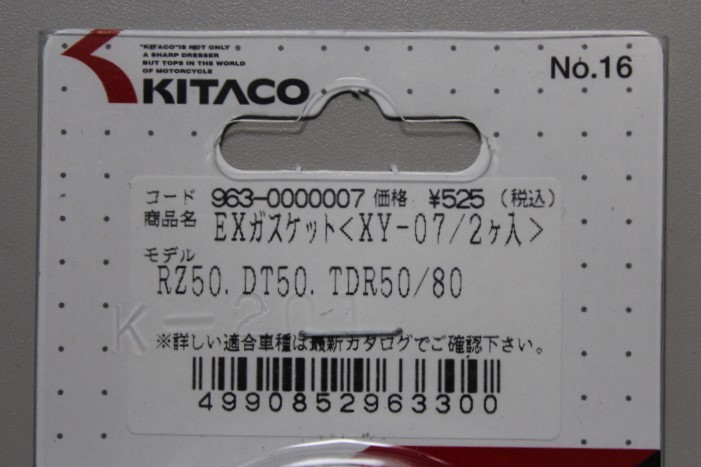 "KITACO" IS NOT ONLY
A SHARP DRESSER
BUT TOPS IN THE WORLD
OF MOTORCYCLE
KITACO
No.16
コード 963-0000007 価格 ¥525 (税込)
商品名 EXガスケット<XY-07/2ヶ入>
モデル
RZ50. DT50. TDR50/80
K-201
※詳しい適合車種は最新カタログでご確認下さい。
4990852963300